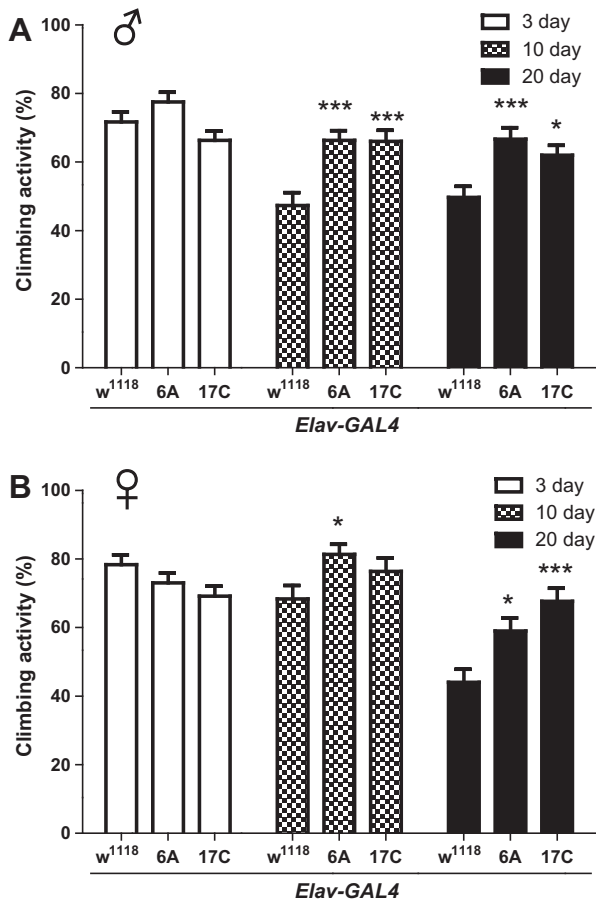 A
♂
3 day
10 day
20 day
Climbing activity (%)
100
80
60
40
20
0
*** *** *** *
w¹¹¹⁸ 6A 17C w¹¹¹⁸ 6A 17C w¹¹¹⁸ 6A 17C
Elav-GAL4
B
♀
3 day
10 day
20 day
Climbing activity (%)
100
80
60
40
20
0
* * ***
w¹¹¹⁸ 6A 17C w¹¹¹⁸ 6A 17C w¹¹¹⁸ 6A 17C
Elav-GAL4